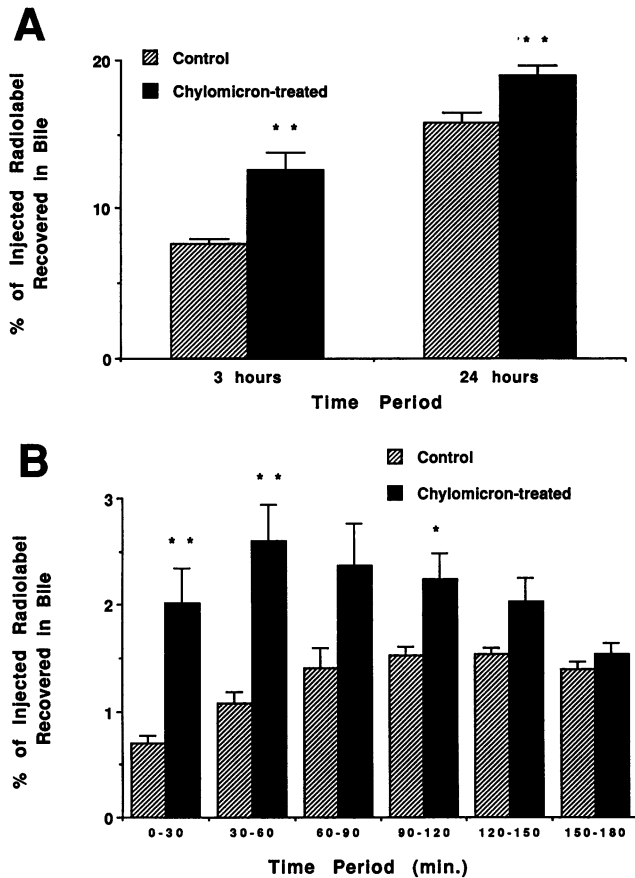 A
Control
Chylomicron-treated
% of Injected Radiolabel
Recovered in Bile
20
10
0
* *
* *
3 hours
24 hours
Time Period
B
Control
Chylomicron-treated
% of Injected Radiolabel
Recovered in Bile
3
2
1
0
* *
* *
*
0-30
30-60
60-90
90-120
120-150
150-180
Time Period (min.)